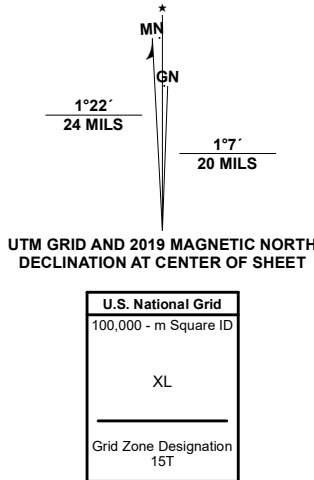 ★
MN
GN
1°22´
24 MILS
1°7´
20 MILS
UTM GRID AND 2019 MAGNETIC NORTH
DECLINATION AT CENTER OF SHEET
U.S. National Grid
100,000 - m Square ID
XL
Grid Zone Designation
15T